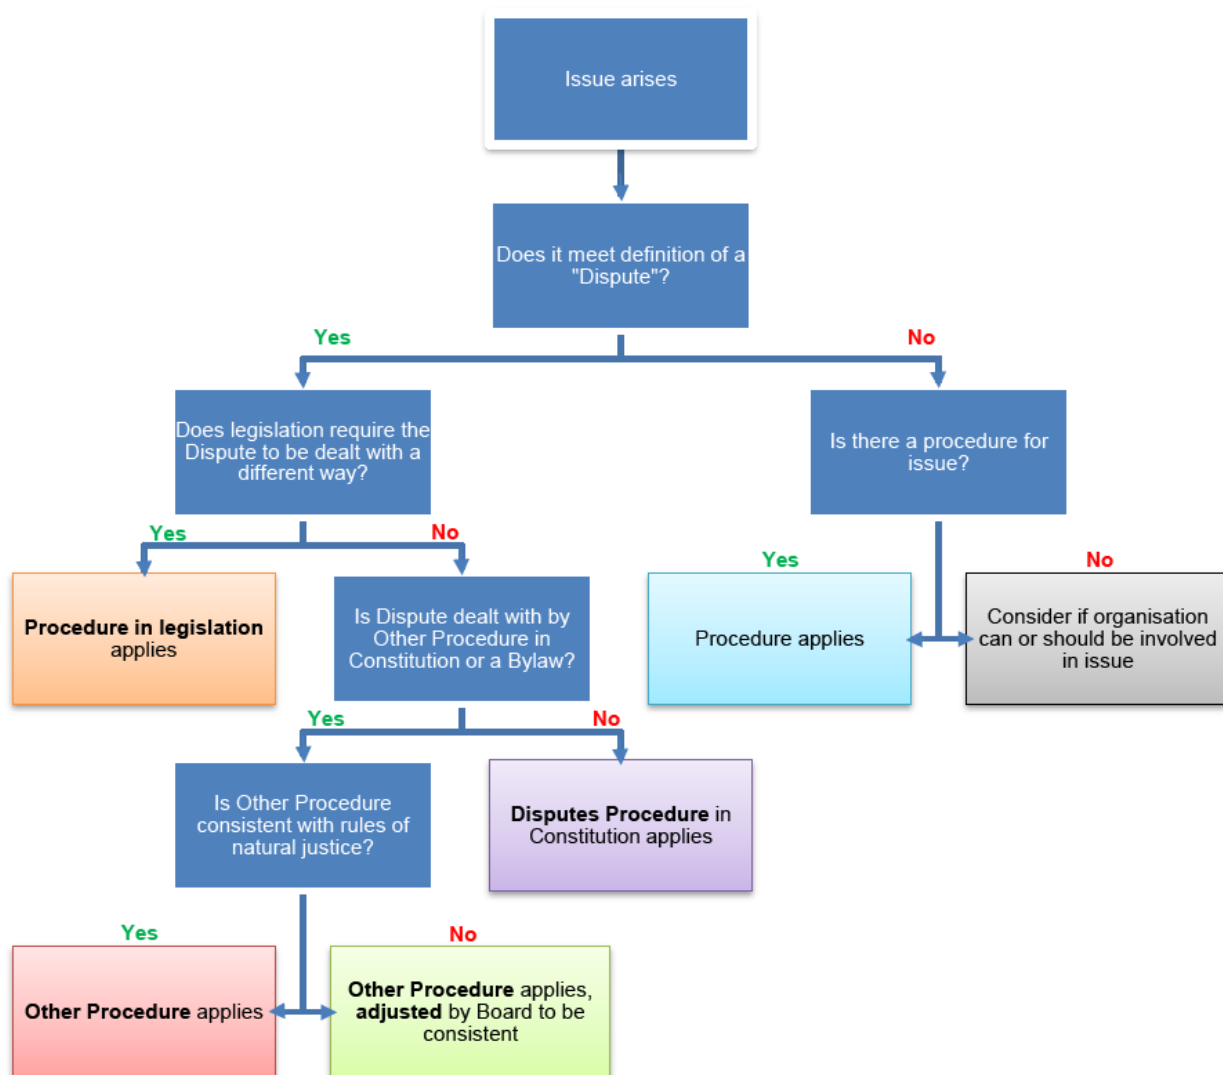 Issue arises
Does it meet definition of a
"Dispute"?
Yes
No
Does legislation require the
Dispute to be dealt with a
different way?
Is there a procedure for
issue?
Yes
No
Yes
No
Procedure in legislation
applies
Is Dispute dealt with by
Other Procedure in
Constitution or a Bylaw?
Procedure applies
Consider if organisation
can or should be involved
in issue
Yes
No
Is Other Procedure
consistent with rules of
natural justice?
Disputes Procedure in
Constitution applies
Yes
No
Other Procedure applies
Other Procedure applies,
adjusted by Board to be
consistent